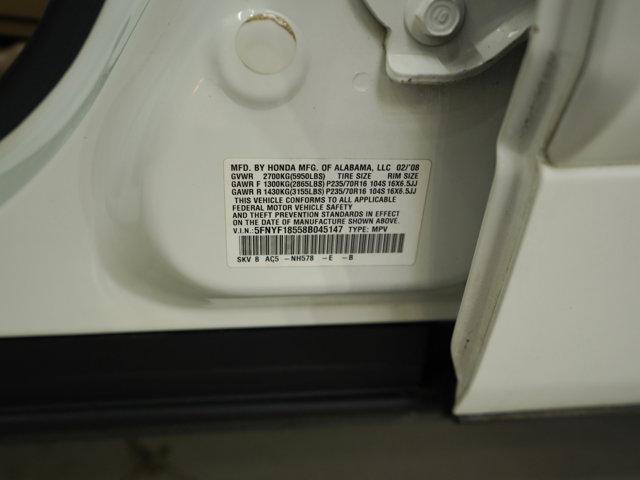 MFD. BY HONDA MFG. OF ALABAMA, LLC 02/'08
GVWR 2700KG(5950LBS) TIRE SIZE RIM SIZE
GAWR F 1300KG(2865LBS) P235/70R16 104S 16X6.5JJ
GAWR R 1430KG(3155LBS) P235/70R16 104S 16X6.5JJ
THIS VEHICLE CONFORMS TO ALL APPLICABLE
FEDERAL MOTOR VEHICLE SAFETY
AND THEFT PREVENTION STANDARDS IN EFFECT
ON THE DATE OF MANUFACTURE SHOWN ABOVE.
V.I.N.:5FNYF18558B045147 TYPE: MPV
SKV B AC5 -NH578 -E -B